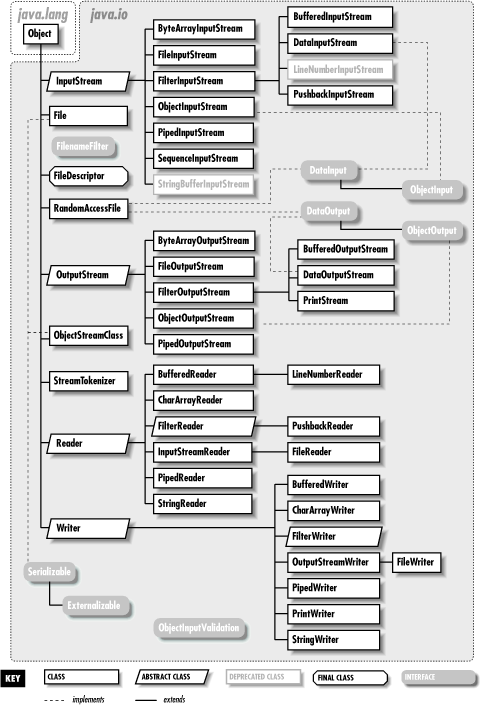 java.lang
java.io
Object
InputStream
ByteArrayInputStream
FileInputStream
FilterInputStream
ObjectInputStream
PipedInputStream
SequenceInputStream
StringBufferInputStream
BufferedInputStream
DataInputStream
LineNumberInputStream
PushbackInputStream
File
FilenameFilter
FileDescriptor
RandomAccessFile
DataInput
ObjectInput
DataOutput
ObjectOutput
OutputStream
ByteArrayOutputStream
FileOutputStream
FilterOutputStream
ObjectOutputStream
PipedOutputStream
BufferedOutputStream
DataOutputStream
PrintStream
ObjectStreamClass
StreamTokenizer
Reader
BufferedReader
LineNumberReader
CharArrayReader
FilterReader
PushbackReader
InputStreamReader
FileReader
PipedReader
StringReader
Writer
BufferedWriter
CharArrayWriter
FilterWriter
OutputStreamWriter
FileWriter
PipedWriter
PrintWriter
StringWriter
Serializable
Externalizable
ObjectInputValidation
KEY
CLASS
ABSTRACT CLASS
DEPRECATED CLASS
FINAL CLASS
INTERFACE
implements
extends